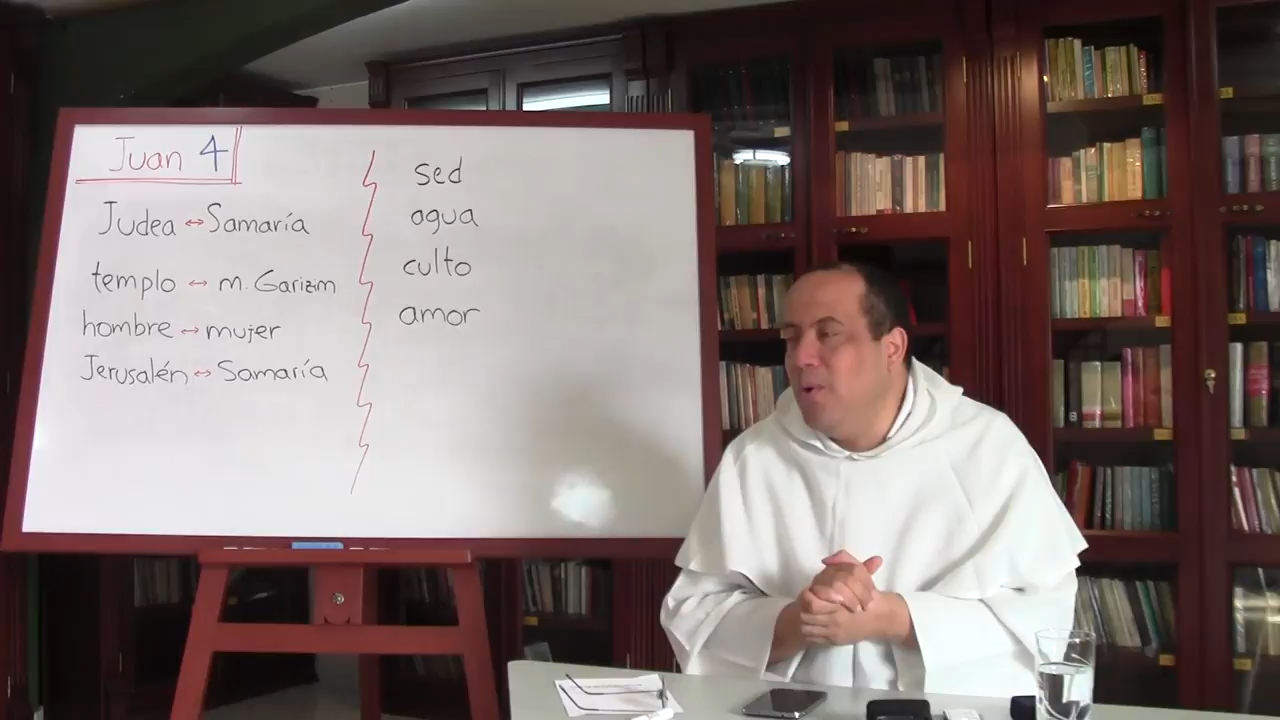 Juan 4
Judea ↔ Samaría
templo ↔ m. Garizim
hombre ↔ mujer
Jerusalén ↔ Samaría
sed
agua
culto
amor